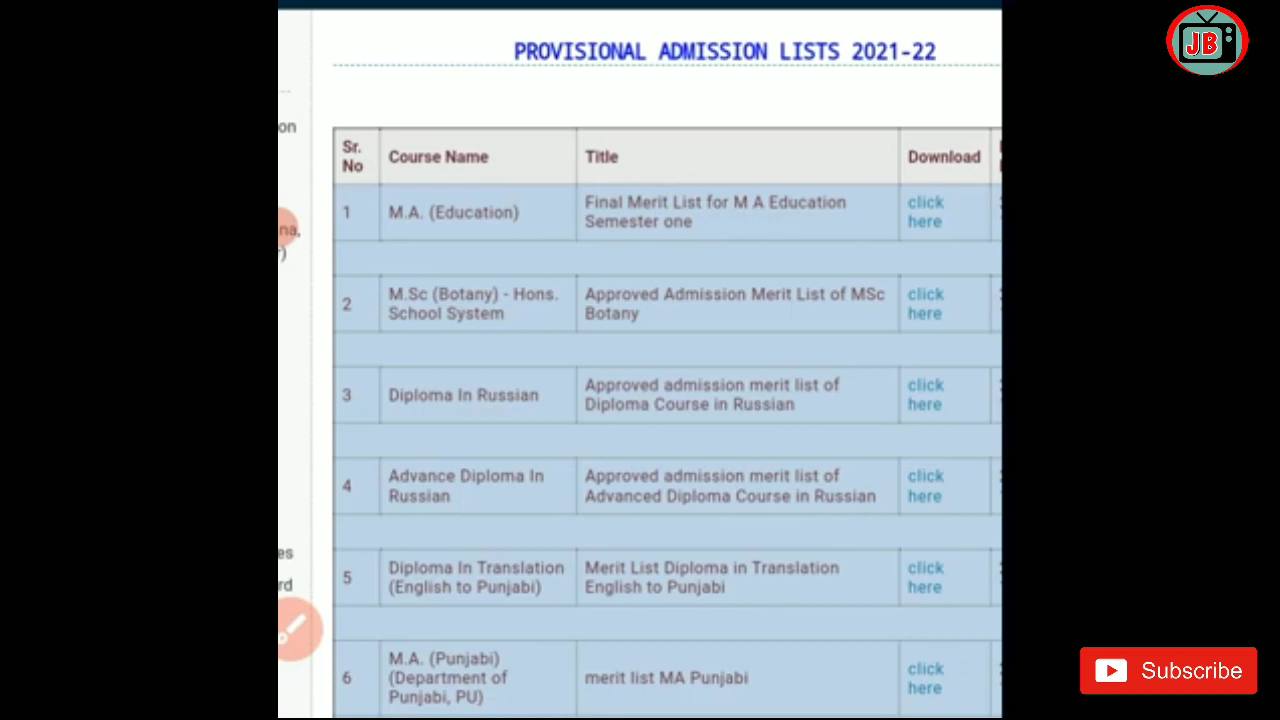 PROVISIONAL ADMISSION LISTS 2021-22
JB
on
na,
)
es
rd
Sr. No Course Name Title Download
1 M.A. (Education) Final Merit List for M A Education Semester one click here
2 M.Sc (Botany) - Hons. School System Approved Admission Merit List of MSc Botany click here
3 Diploma In Russian Approved admission merit list of Diploma Course in Russian click here
4 Advance Diploma In Russian Approved admission merit list of Advanced Diploma Course in Russian click here
5 Diploma In Translation (English to Punjabi) Merit List Diploma in Translation English to Punjabi click here
6 M.A. (Punjabi) (Department of Punjabi, PU) merit list MA Punjabi click here
Subscribe